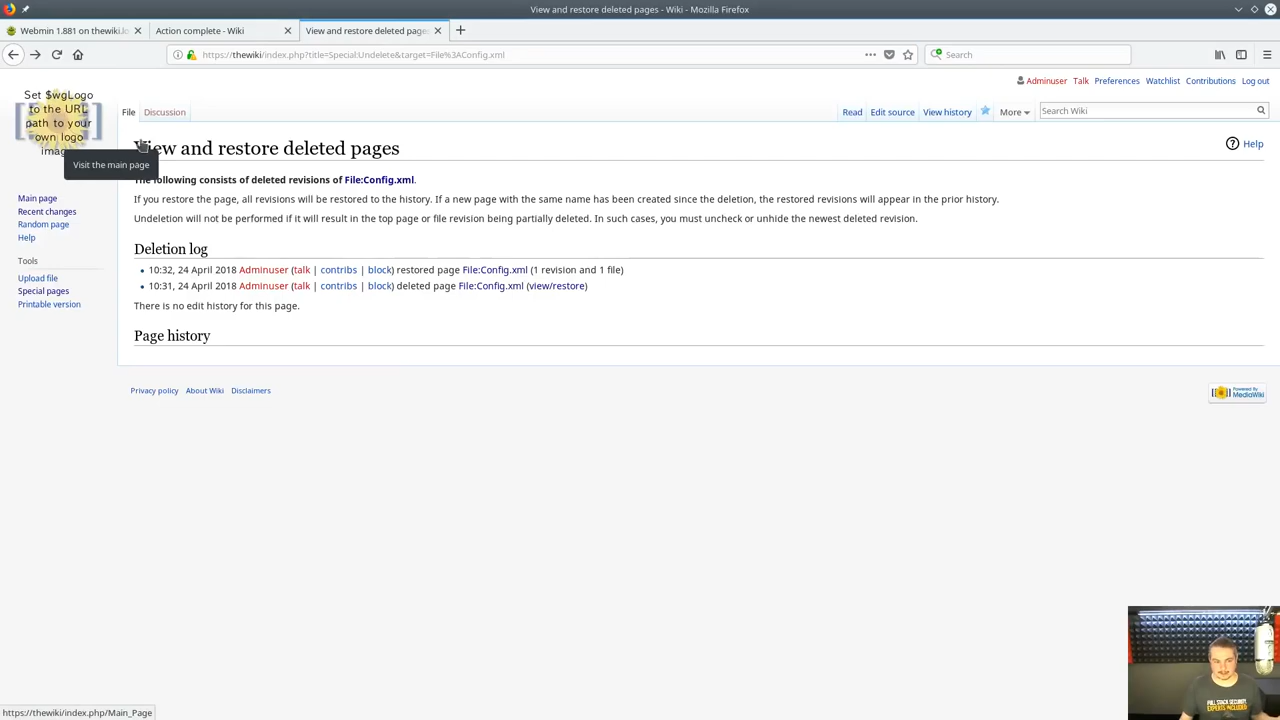 View and restore deleted pages - Wiki - Mozilla Firefox
Webmin 1.881 on thewiki.lo
Action complete - Wiki
View and restore deleted pages
https://thewiki/index.php?title=Special:Undelete&target=File%3AConfig.xml
Search
Adminuser Talk Preferences Watchlist Contributions Log out
Set $wgLogo
to the URL
path to your
own logo
File Discussion
Read Edit source View history More
Search Wiki
Visit the main page
View and restore deleted pages
Help
The following consists of deleted revisions of File:Config.xml.
If you restore the page, all revisions will be restored to the history. If a new page with the same name has been created since the deletion, the restored revisions will appear in the prior history.
Undeletion will not be performed if it will result in the top page or file revision being partially deleted. In such cases, you must uncheck or unhide the newest deleted revision.
Main page
Recent changes
Random page
Help
Tools
Upload file
Special pages
Printable version
Deletion log
10:32, 24 April 2018 Adminuser (talk | contribs | block) restored page File:Config.xml (1 revision and 1 file)
10:31, 24 April 2018 Adminuser (talk | contribs | block) deleted page File:Config.xml (view/restore)
There is no edit history for this page.
Page history
Privacy policy About Wiki Disclaimers
Powered By
MediaWiki
FULL STACK SECURITY
EXPERTS INCLUDED
https://thewiki/index.php/Main_Page